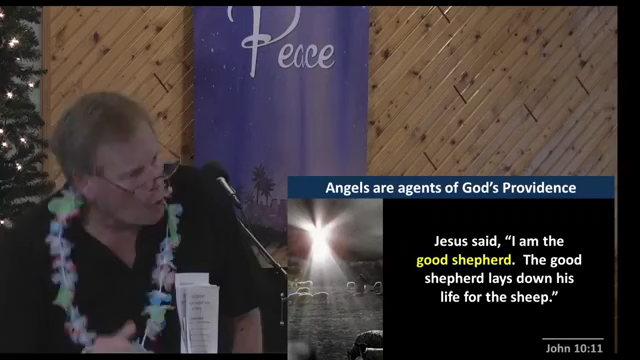 Peace
Angels are agents of God's Providence
Jesus said, “I am the
good shepherd.  The good
shepherd lays down his
life for the sheep.”
John 10:11